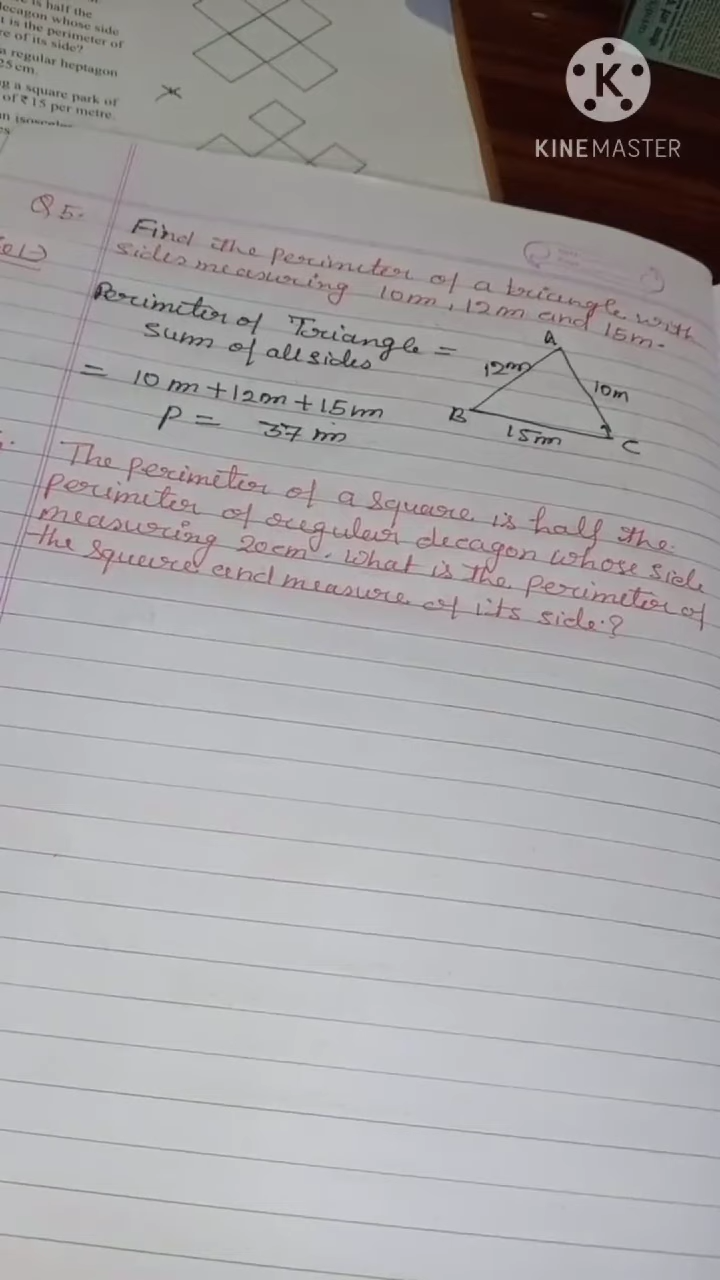 is half the
decagon whose side
t is the perimeter of
re of its side?
a regular heptagon
25 cm.
g a square park of
of ₹ 15 per metre.
K
KINEMASTER
Q 5.
Find the perimeter of a triangle with
sides measuring 10m, 12m and 15m.
Perimeter of Triangle =
sum of all sides
= 10 m + 12m + 15m
P = 37 m
A
12m
10m
B
15m
C
The perimeter of a square is half the
perimeter of regular decagon whose side
measuring 20cm. What is the perimeter of
the square and measure of its side?